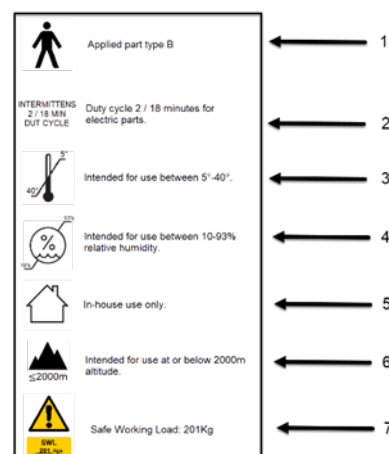 Applied part type B
1
INTERMITTENS
2 / 18 MIN
DUT CYCLE
Duty cycle 2 / 18 minutes for
electric parts.
2
5°
40°
Intended for use between 5°-40°.
3
93%
%
10%
Intended for use between 10-93%
relative humidity.
4
In-house use only.
5
≤2000m
Intended for use at or below 2000m
altitude.
6
SWL
Safe Working Load: 201Kg
7